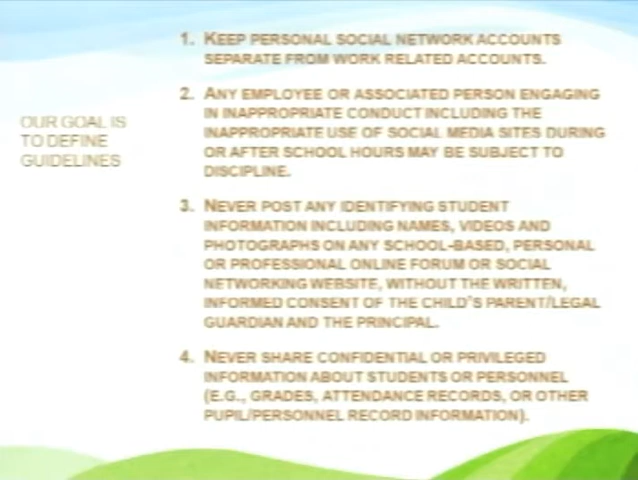 OUR GOAL IS
TO DEFINE
GUIDELINES
1. KEEP PERSONAL SOCIAL NETWORK ACCOUNTS
SEPARATE FROM WORK RELATED ACCOUNTS.
2. ANY EMPLOYEE OR ASSOCIATED PERSON ENGAGING
IN INAPPROPRIATE CONDUCT INCLUDING THE
INAPPROPRIATE USE OF SOCIAL MEDIA SITES DURING
OR AFTER SCHOOL HOURS MAY BE SUBJECT TO
DISCIPLINE.
3. NEVER POST ANY IDENTIFYING STUDENT
INFORMATION INCLUDING NAMES, VIDEOS AND
PHOTOGRAPHS ON ANY SCHOOL-BASED, PERSONAL
OR PROFESSIONAL ONLINE FORUM OR SOCIAL
NETWORKING WEBSITE, WITHOUT THE WRITTEN,
INFORMED CONSENT OF THE CHILD'S PARENT/LEGAL
GUARDIAN AND THE PRINCIPAL.
4. NEVER SHARE CONFIDENTIAL OR PRIVILEGED
INFORMATION ABOUT STUDENTS OR PERSONNEL
(E.G., GRADES, ATTENDANCE RECORDS, OR OTHER
PUPIL/PERSONNEL RECORD INFORMATION).